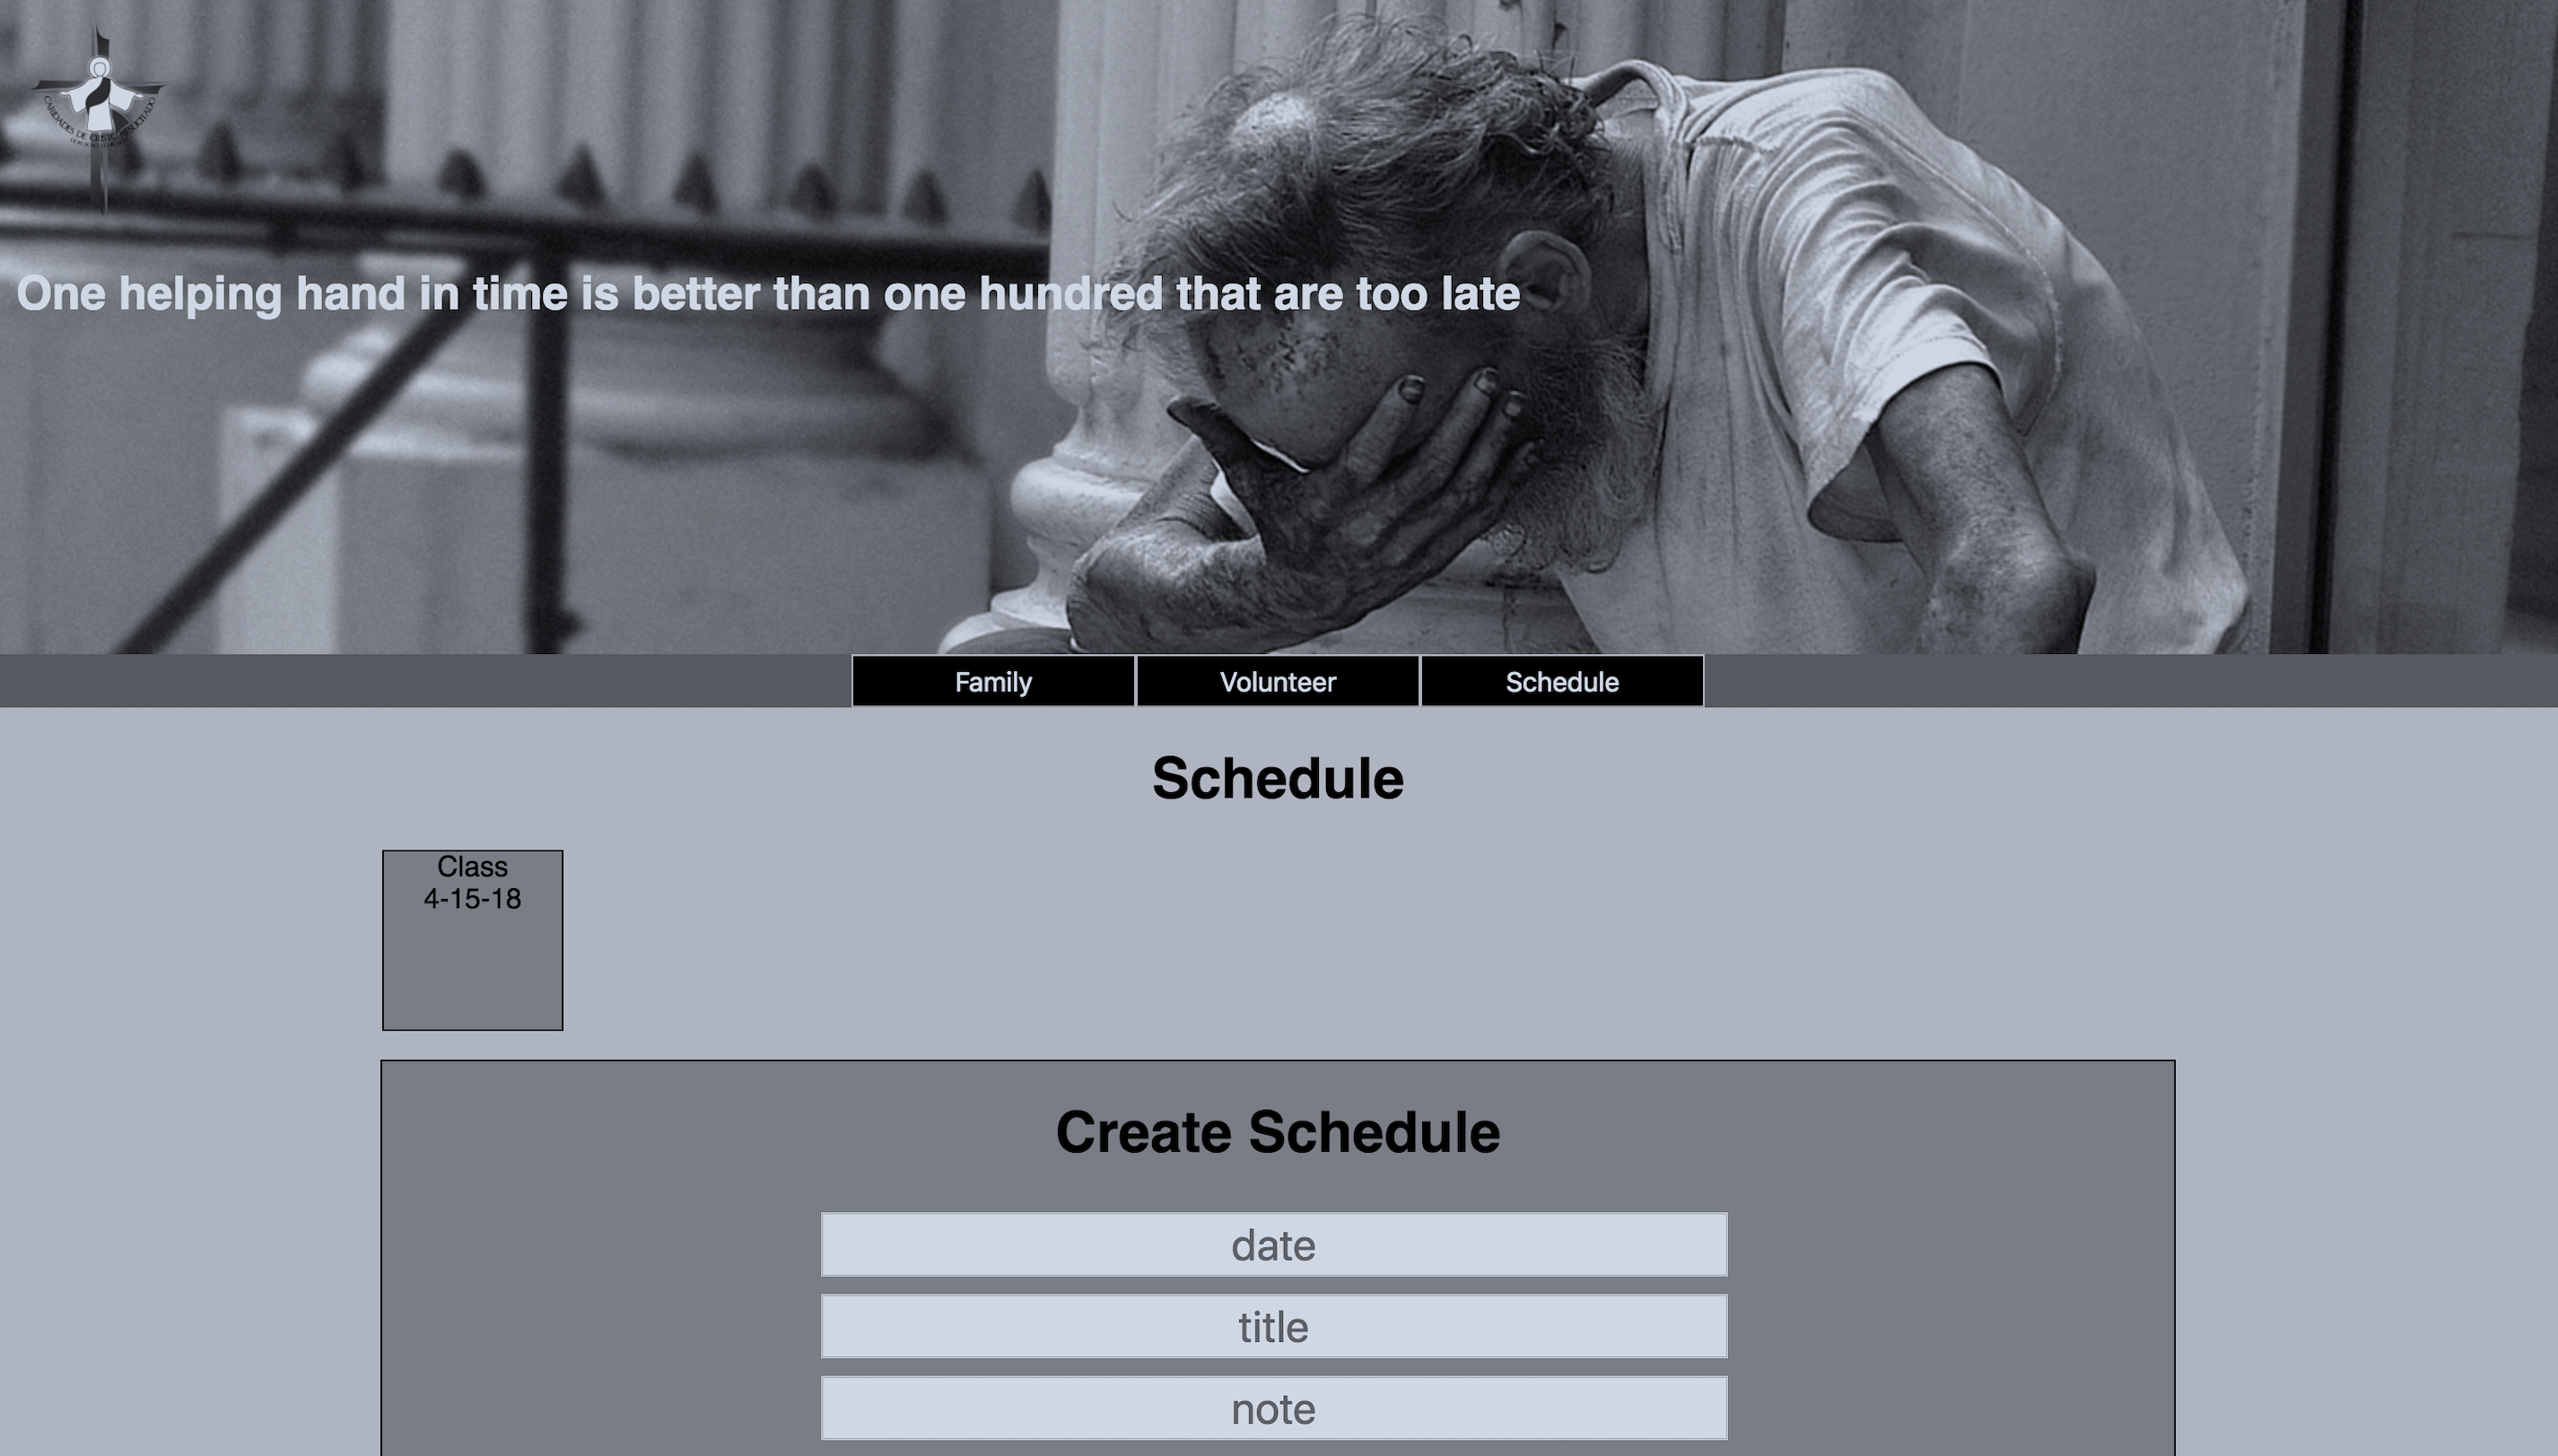 CARIDADES DE CRISTO RESUCITADO
One helping hand in time is better than one hundred that are too late
Family
Volunteer
Schedule
Schedule
Class
4-15-18
Create Schedule
date
title
note